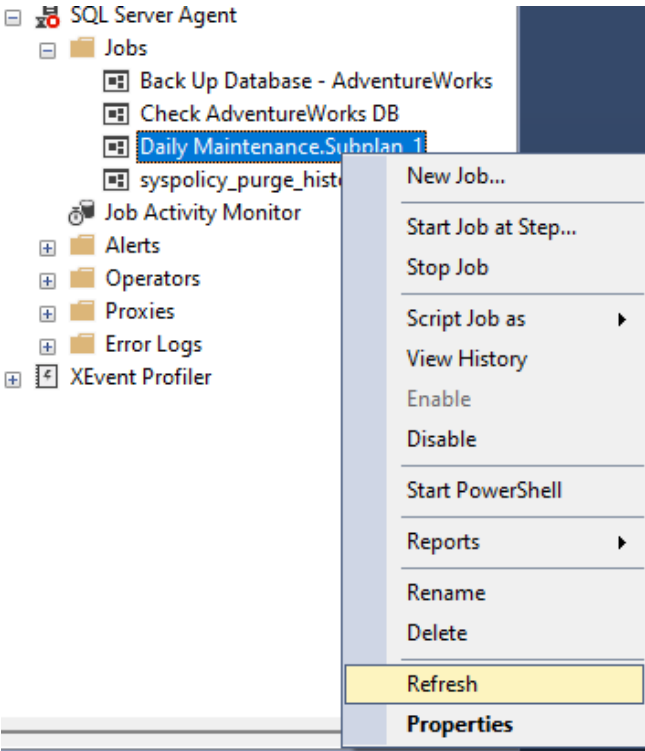 SQL Server Agent
Jobs
Back Up Database - AdventureWorks
Check AdventureWorks DB
Daily Maintenance.Subplan_1
syspolicy_purge_hist
Job Activity Monitor
Alerts
Operators
Proxies
Error Logs
XEvent Profiler
New Job...
Start Job at Step...
Stop Job
Script Job as
View History
Enable
Disable
Start PowerShell
Reports
Rename
Delete
Refresh
Properties